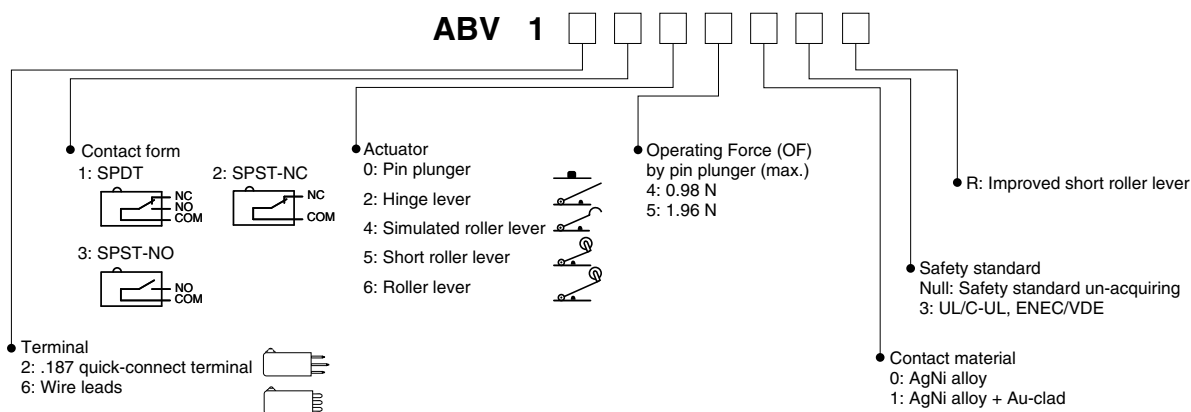 ABV 1
Contact form
1: SPDT
NC
NO
COM
2: SPST-NC
NC
COM
3: SPST-NO
NO
COM
Actuator
0: Pin plunger
2: Hinge lever
4: Simulated roller lever
5: Short roller lever
6: Roller lever
Operating Force (OF)
by pin plunger (max.)
4: 0.98 N
5: 1.96 N
R: Improved short roller lever
Safety standard
Null: Safety standard un-acquiring
3: UL/C-UL, ENEC/VDE
Terminal
2: .187 quick-connect terminal
6: Wire leads
Contact material
0: AgNi alloy
1: AgNi alloy + Au-clad